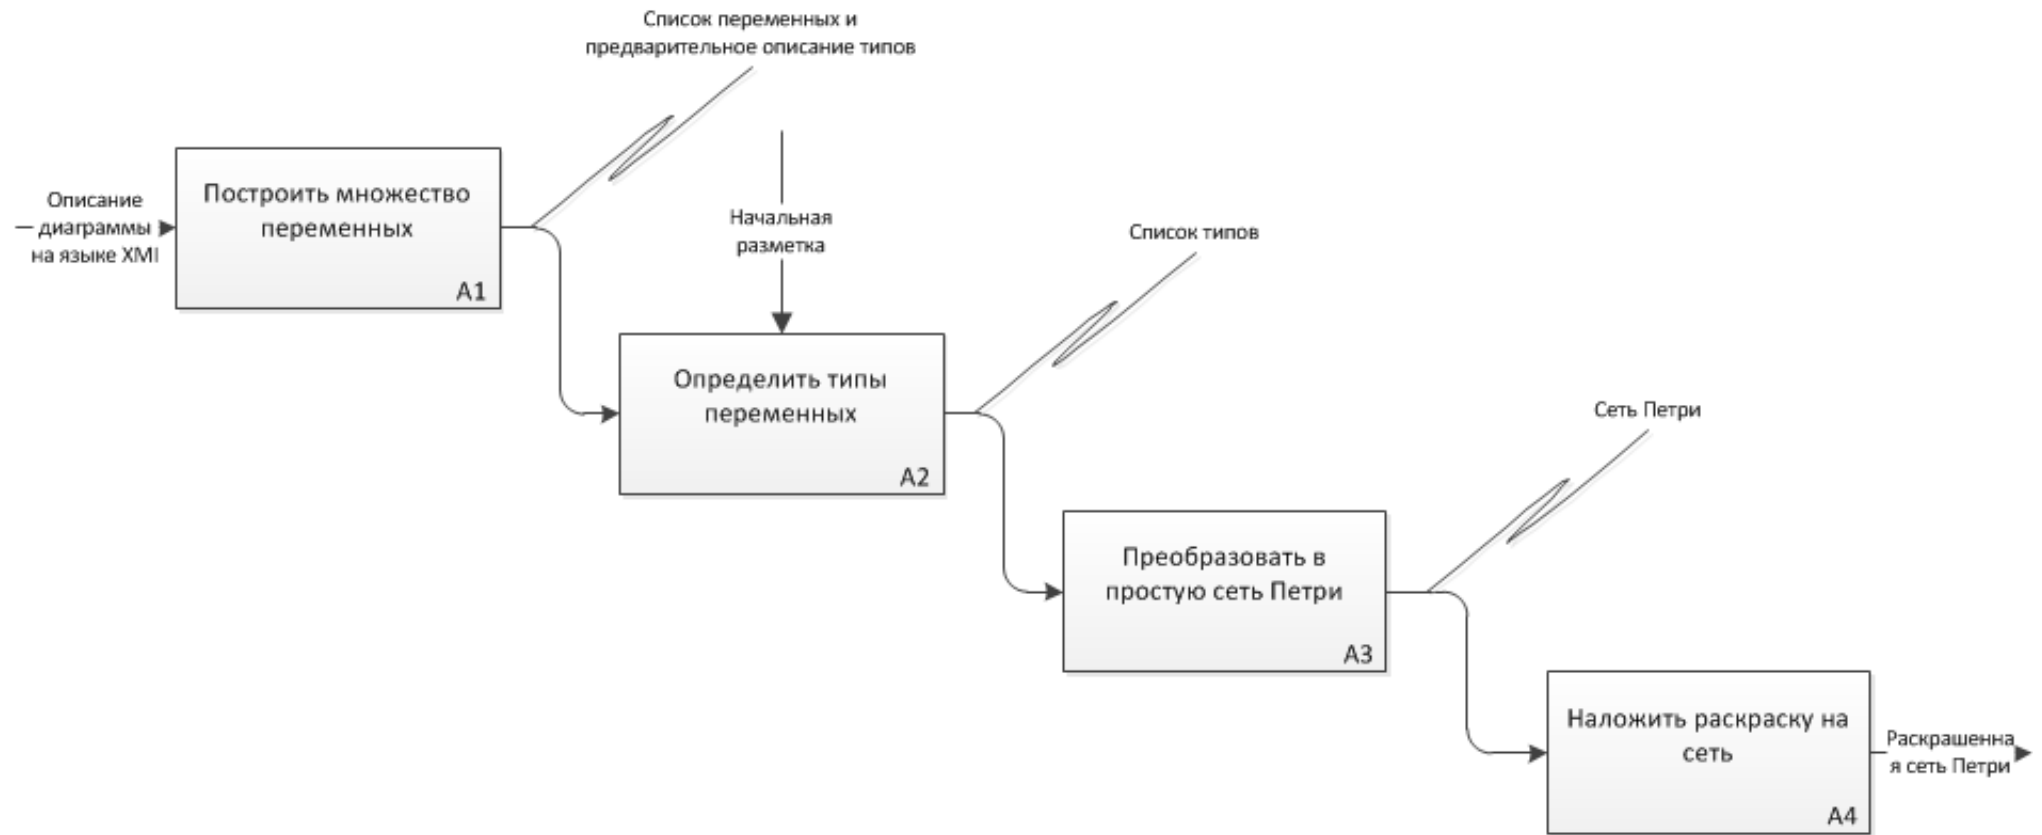 Список переменных и
предварительное описание типов
Описание
диаграммы
на языке XMI
Построить множество
переменных
A1
Начальная
разметка
Список типов
Определить типы
переменных
A2
Сеть Петри
Преобразовать в
простую сеть Петри
A3
Наложить раскраску на
сеть
A4
Раскрашенна
я сеть Петри